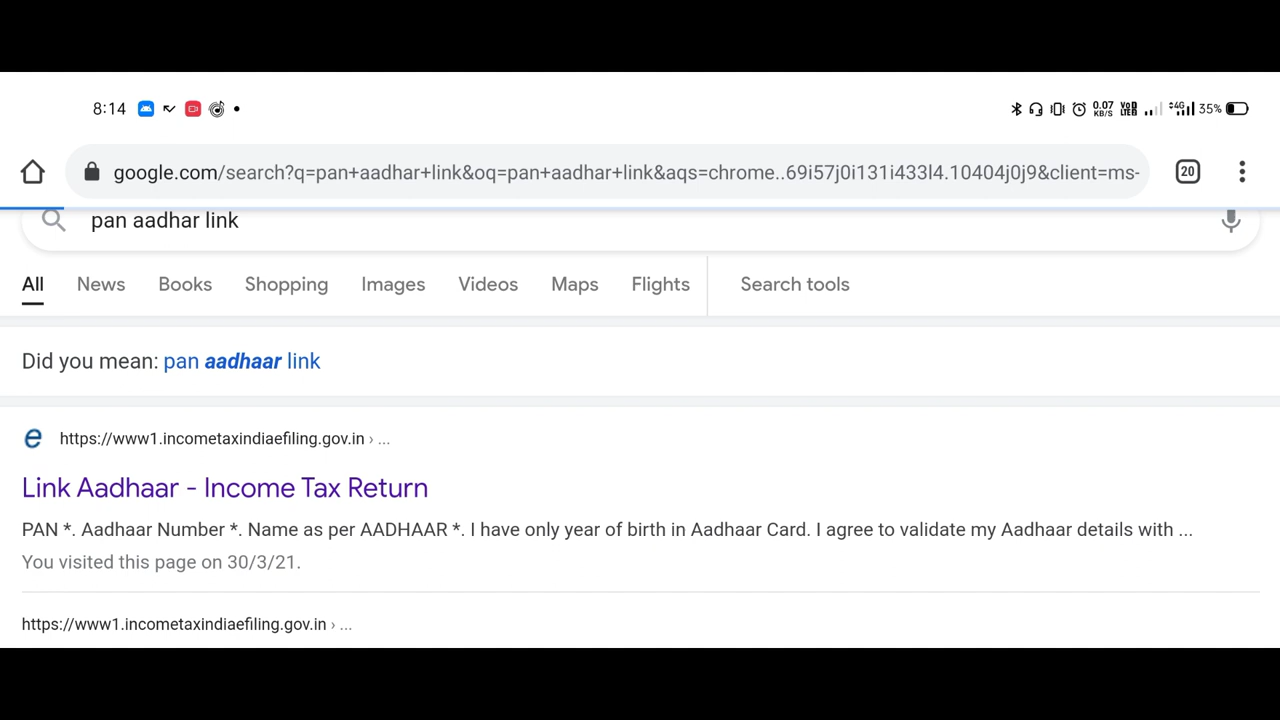 8:14
0.07 KB/S VoD LTE2 4G 35%
google.com/search?q=pan+aadhar+link&oq=pan+aadhar+link&aqs=chrome..69i57j0i131i433l4.10404j0j9&client=ms-
20
pan aadhar link
All News Books Shopping Images Videos Maps Flights Search tools
Did you mean: pan aadhaar link
https://www1.incometaxindiaefiling.gov.in › ...
Link Aadhaar - Income Tax Return
PAN *. Aadhaar Number *. Name as per AADHAAR *. I have only year of birth in Aadhaar Card. I agree to validate my Aadhaar details with ...
You visited this page on 30/3/21.
https://www1.incometaxindiaefiling.gov.in › ...